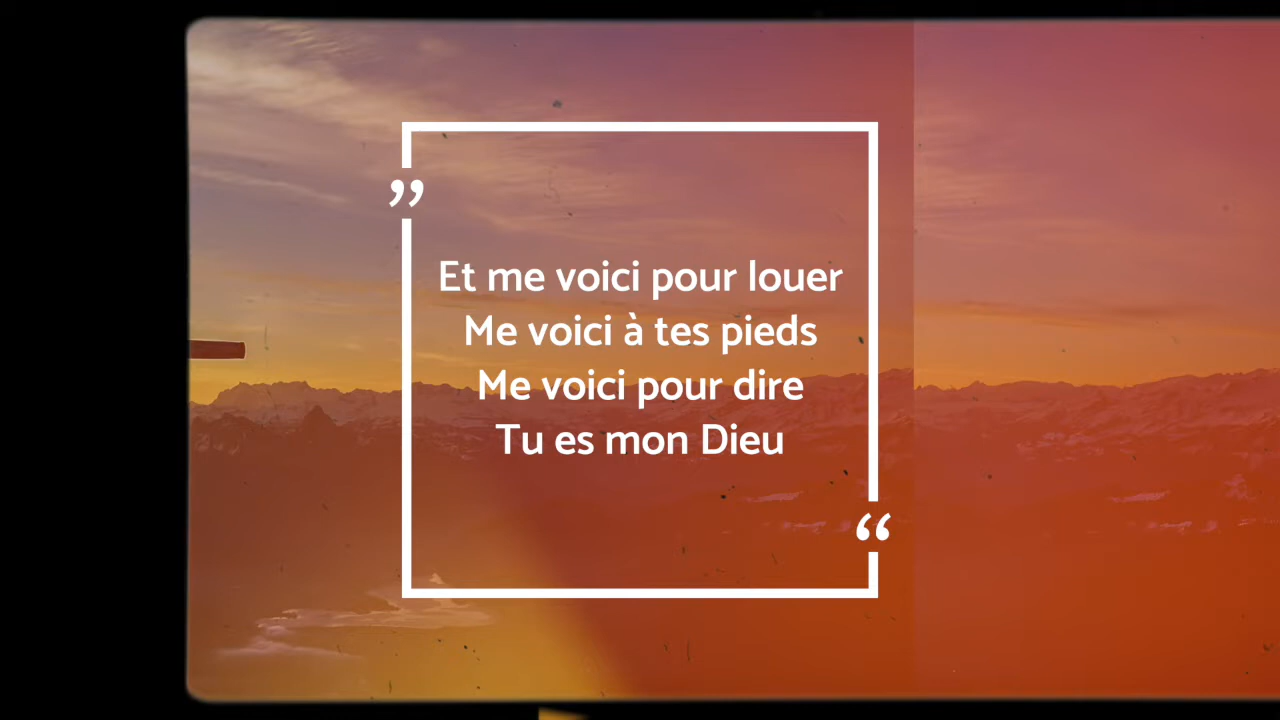 Et me voici pour louer
Me voici à tes pieds
Me voici pour dire
Tu es mon Dieu